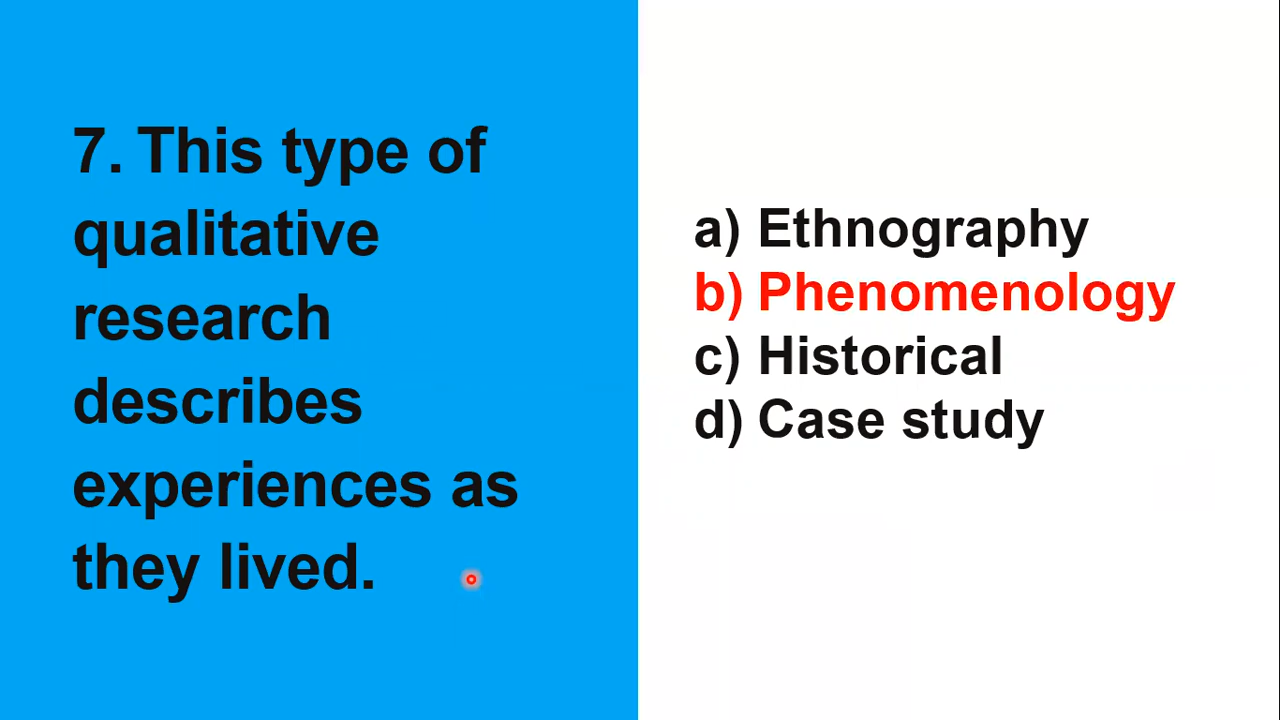 7. This type of
qualitative
research
describes
experiences as
they lived.
a) Ethnography
b) Phenomenology
c) Historical
d) Case study